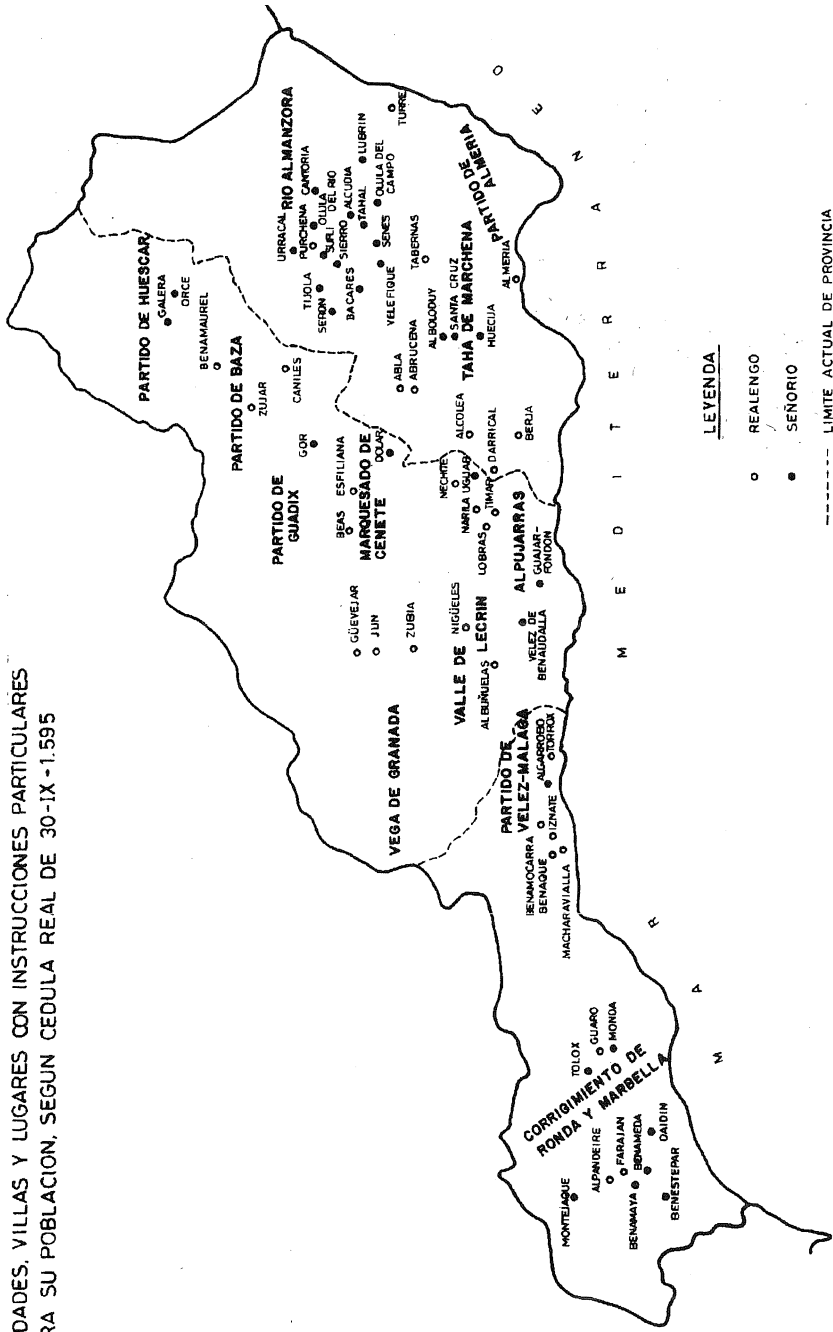 DADES, VILLAS Y LUGARES CON INSTRUCCIONES PARTICULARES
RA SU POBLACION, SEGUN CEDULA REAL DE 30-IX-1.595
PARTIDO DE HUESCAR
GALERA
ORCE
BENAMAUREL
PARTIDO DE BAZA
ZUJAR
CANILES
GOR
PARTIDO DE
GUADIX
BEAS
ESFILIANA
MARQUESADO DE
CENETE
DOLAR
GÜEVEJAR
JUN
ZUBIA
VEGA DE GRANADA
URRACAL
RIO ALMANZORA
PURCHENA
CANTORIA
OLULA
DEL RIO
SUFLI
SIERRO
ALCUDIA
TIJOLA
SERON
BACARES
TAHAL
LUBRIN
OLULA DEL
CAMPO
SENES
VELEFIQUE
TURRE
TABERNAS
ABLA
ABRUCENA
ALBOLODUY
SANTA CRUZ
TAHA DE MARCHENA
HUECIJA
PARTIDO DE
ALMERIA
ALMERIA
ALCOLEA
DARRICAL
BERJA
NECHITE
UGIJAR
NARILA
TIMAR
LOBRAS
ALPUJARRAS
GUAJAR-
FONDON
VALLE DE
LECRIN
NIGÜELES
ALBUÑUELAS
VELEZ DE
BENAUDALLA
PARTIDO DE
VELEZ-MALAGA
ALGARROBO
TORROX
IZNATE
BENAMOCARRA
BENAQUE
MACHARAVIALLA
CORRIGIMIENTO DE
RONDA Y MARBELLA
TOLOX
GUARO
MONDA
MONTEJAQUE
ALPANDEIRE
FARAJAN
BENAMEDA
BENAMAYA
DAIDIN
BENESTEPAR
MAR
MEDITERRANEO
LEYENDA
REALENGO
SEÑORIO
LIMITE ACTUAL DE PROVINCIA